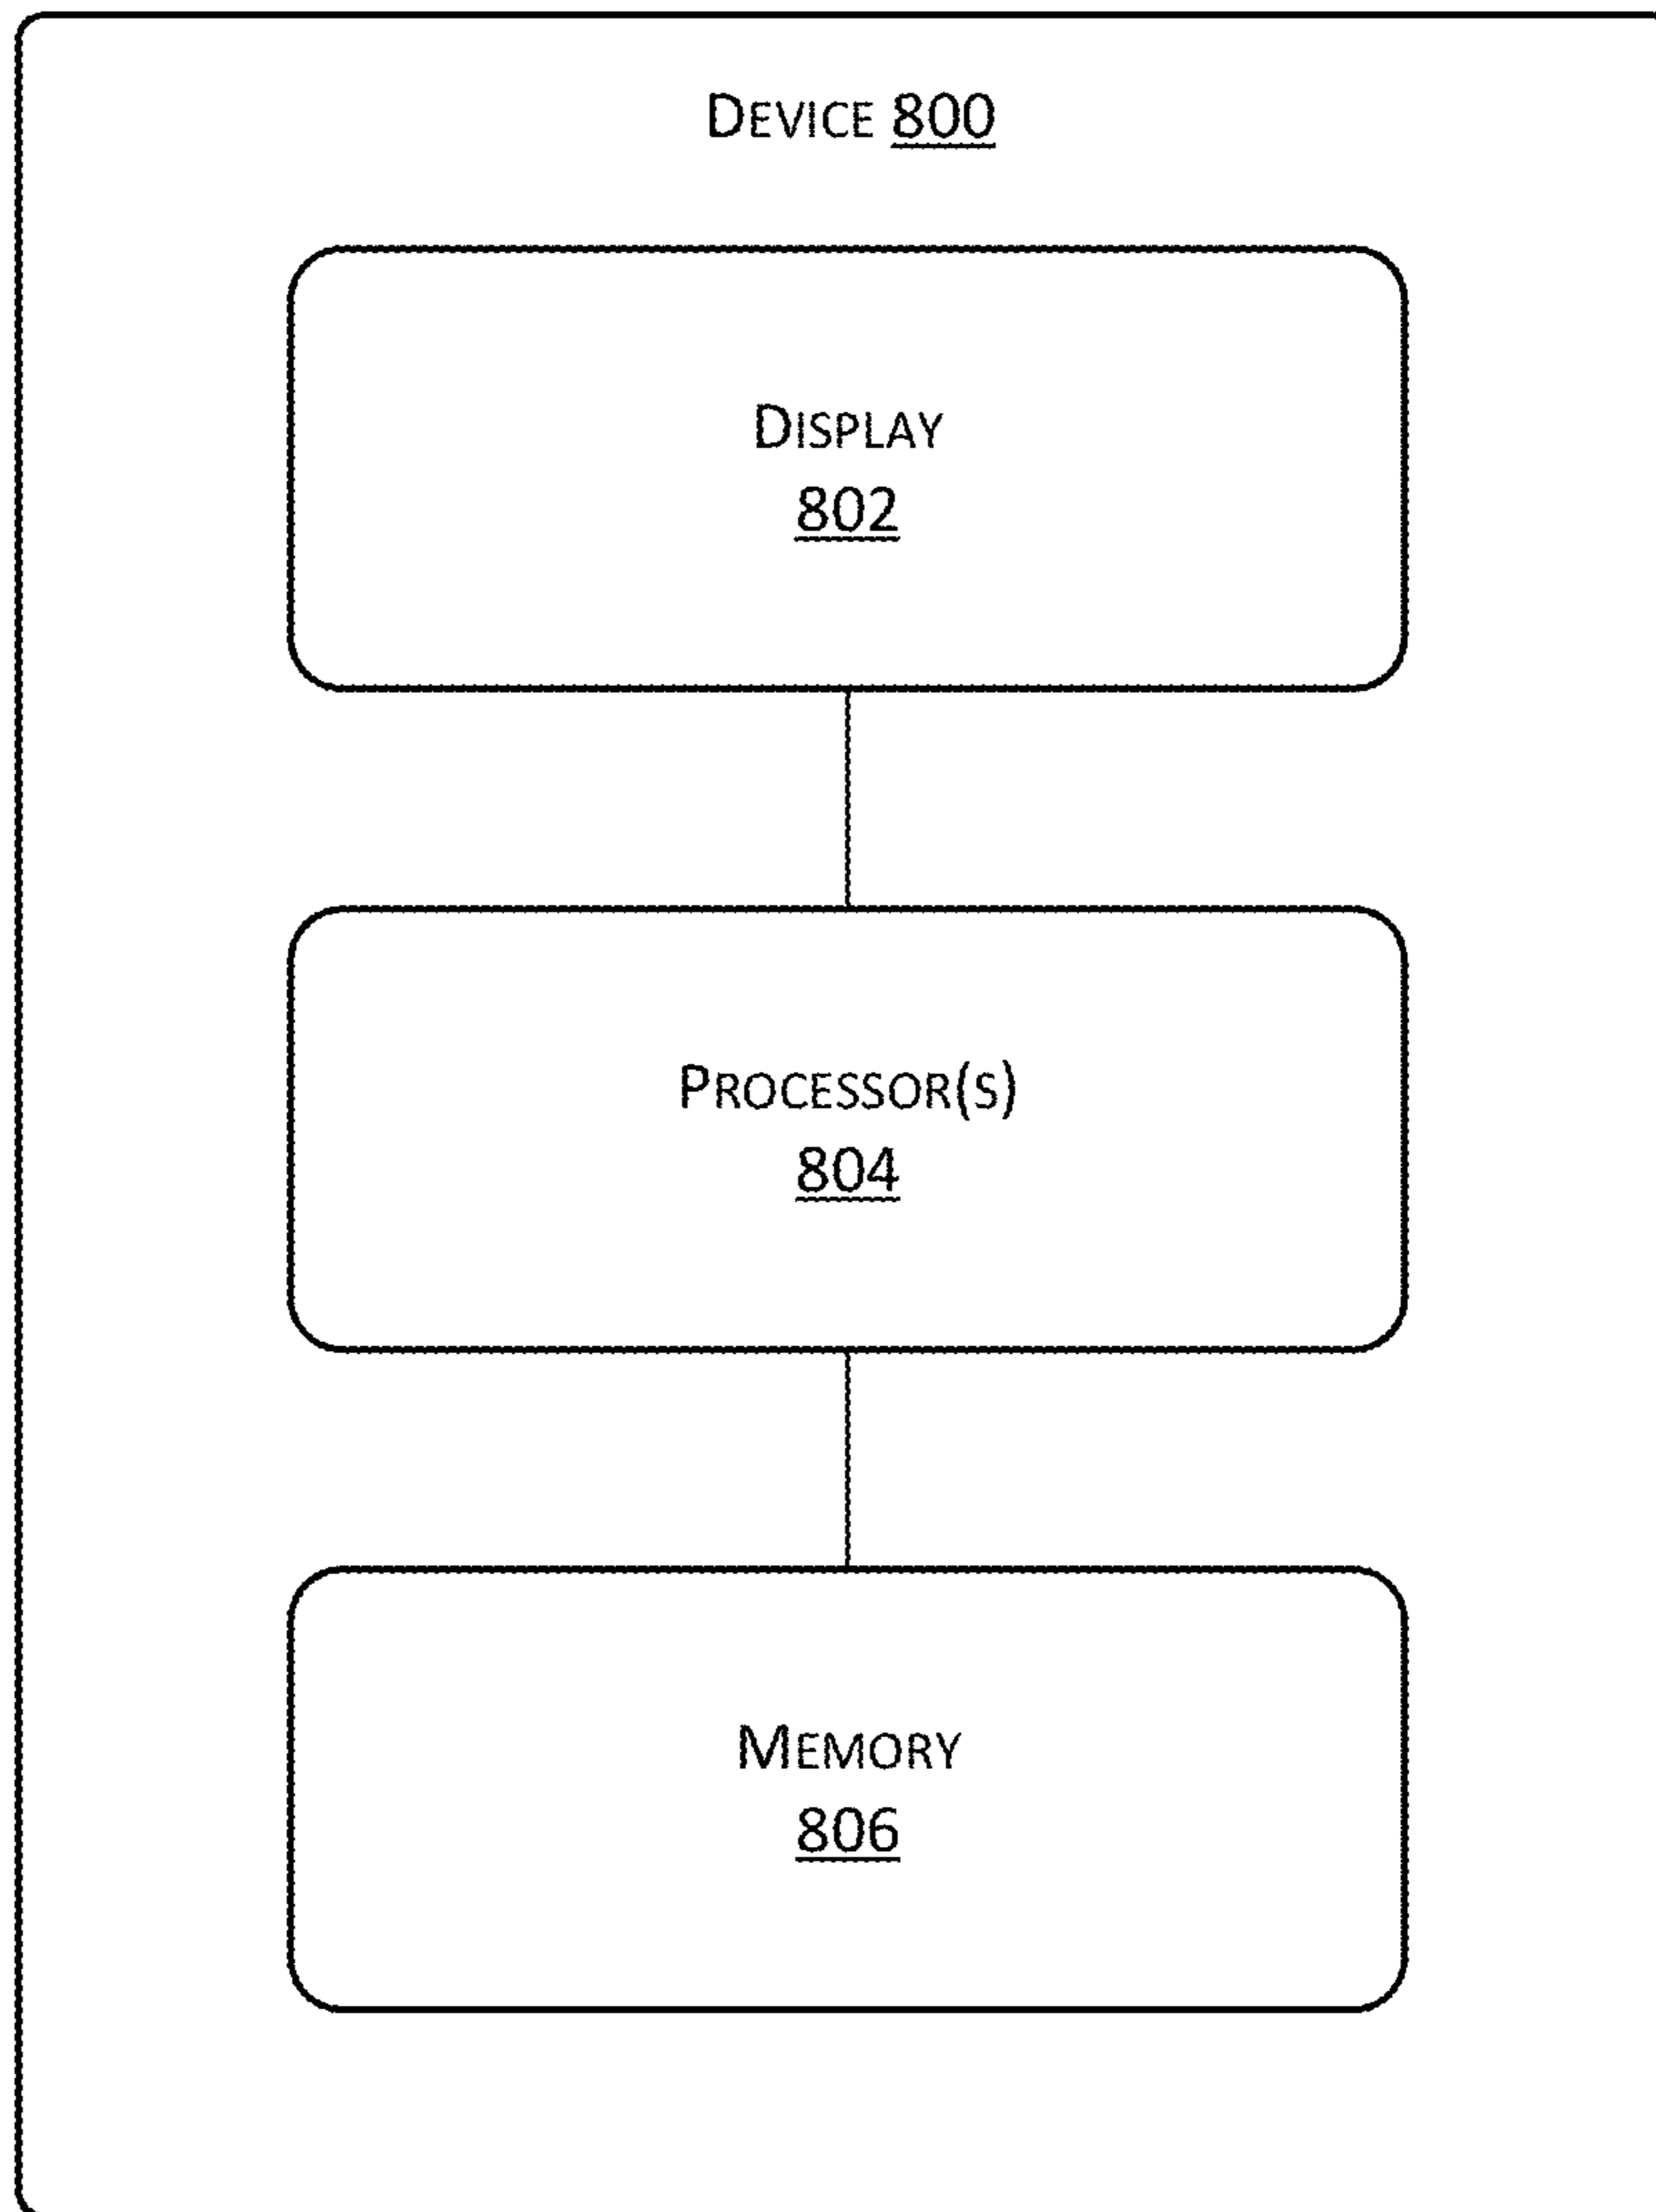 DEVICE 800
DISPLAY
802
PROCESSOR(S)
804
MEMORY
806